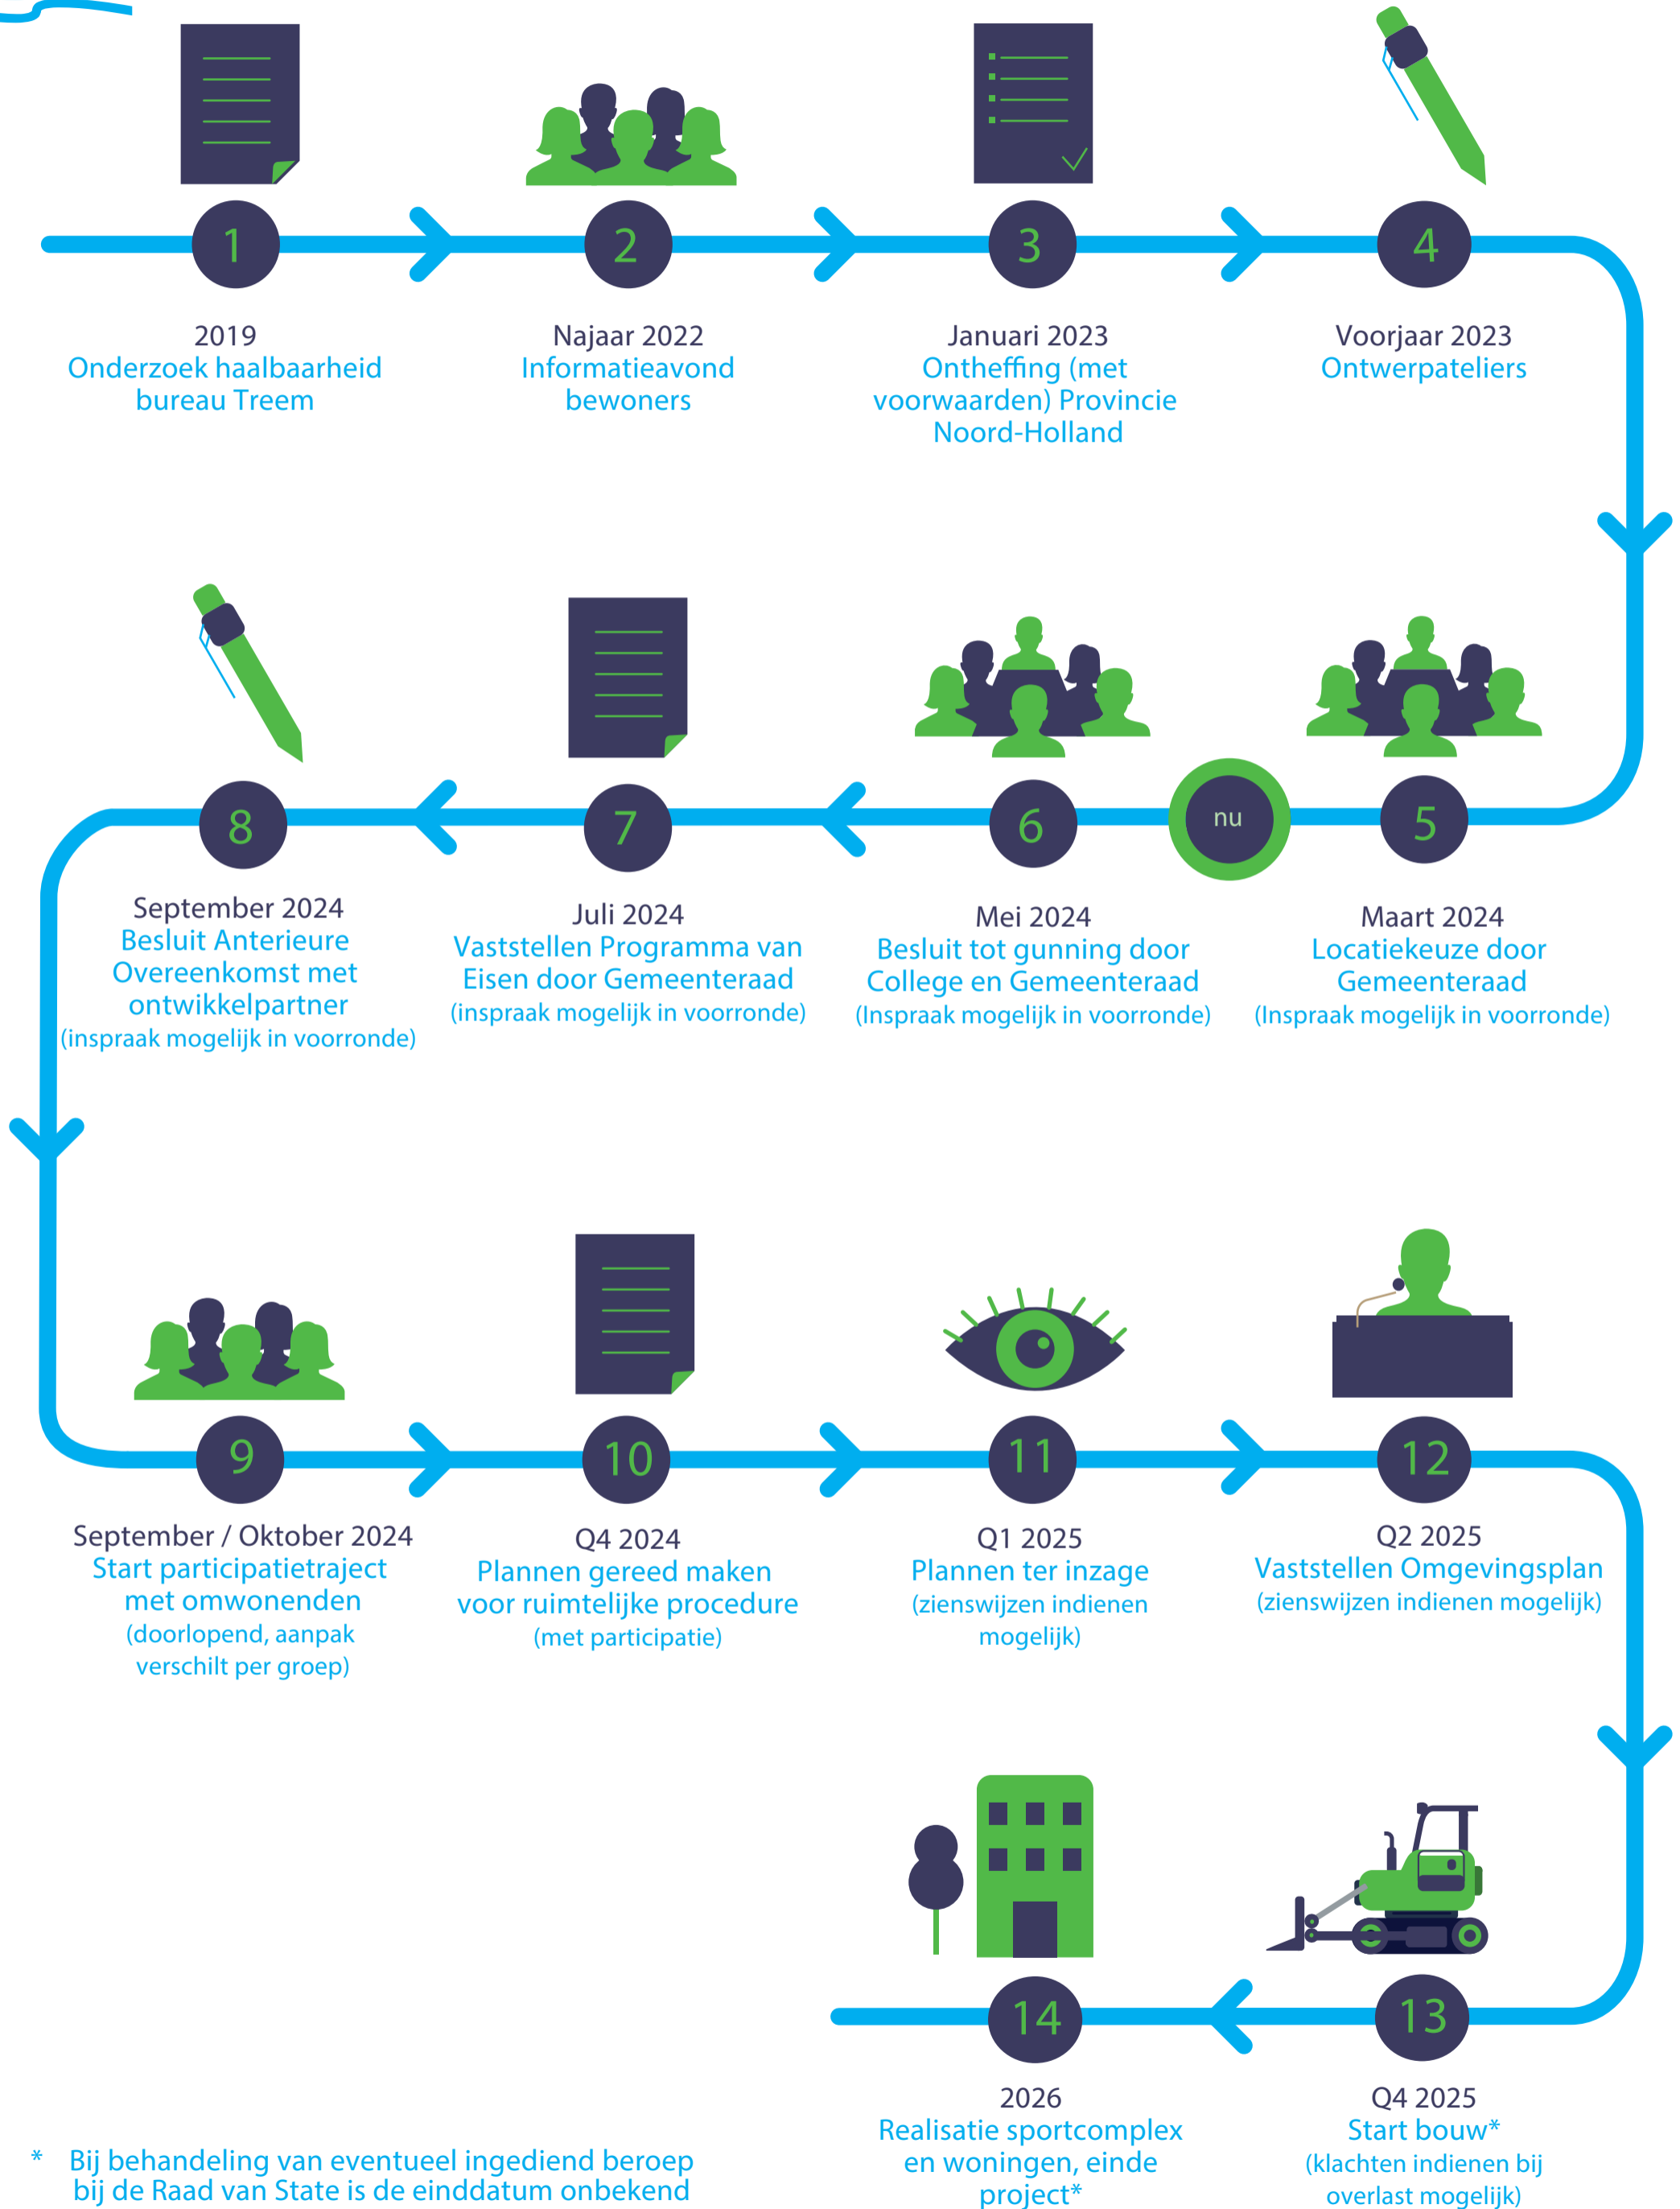 1
2019
Onderzoek haalbaarheid
bureau Treem
2
Najaar 2022
Informatieavond
bewoners
3
Januari 2023
Ontheffing (met
voorwaarden) Provincie
Noord-Holland
4
Voorjaar 2023
Ontwerpateliers
5
Maart 2024
Locatiekeuze door
Gemeenteraad
(Inspraak mogelijk in voorronde)
nu
6
Mei 2024
Besluit tot gunning door
College en Gemeenteraad
(Inspraak mogelijk in voorronde)
7
Juli 2024
Vaststellen Programma van
Eisen door Gemeenteraad
(inspraak mogelijk in voorronde)
8
September 2024
Besluit Anterieure
Overeenkomst met
ontwikkelpartner
(inspraak mogelijk in voorronde)
9
September / Oktober 2024
Start participatietraject
met omwonenden
(doorlopend, aanpak
verschilt per groep)
10
Q4 2024
Plannen gereed maken
voor ruimtelijke procedure
(met participatie)
11
Q1 2025
Plannen ter inzage
(zienswijzen indienen
mogelijk)
12
Q2 2025
Vaststellen Omgevingsplan
(zienswijzen indienen mogelijk)
13
Q4 2025
Start bouw*
(klachten indienen bij
overlast mogelijk)
14
2026
Realisatie sportcomplex
en woningen, einde
project*
* Bij behandeling van eventueel ingediend beroep
bij de Raad van State is de einddatum onbekend